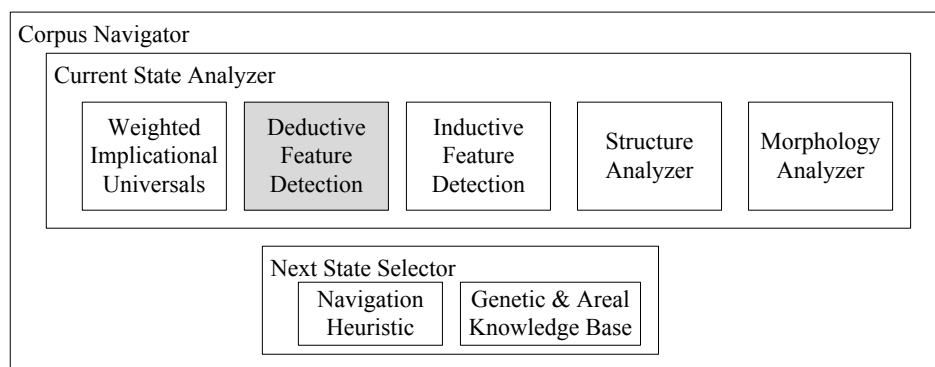 Corpus Navigator
Current State Analyzer
Weighted
Implicational
Universals
Deductive
Feature
Detection
Inductive
Feature
Detection
Structure
Analyzer
Morphology
Analyzer
Next State Selector
Navigation
Heuristic
Genetic & Areal
Knowledge Base